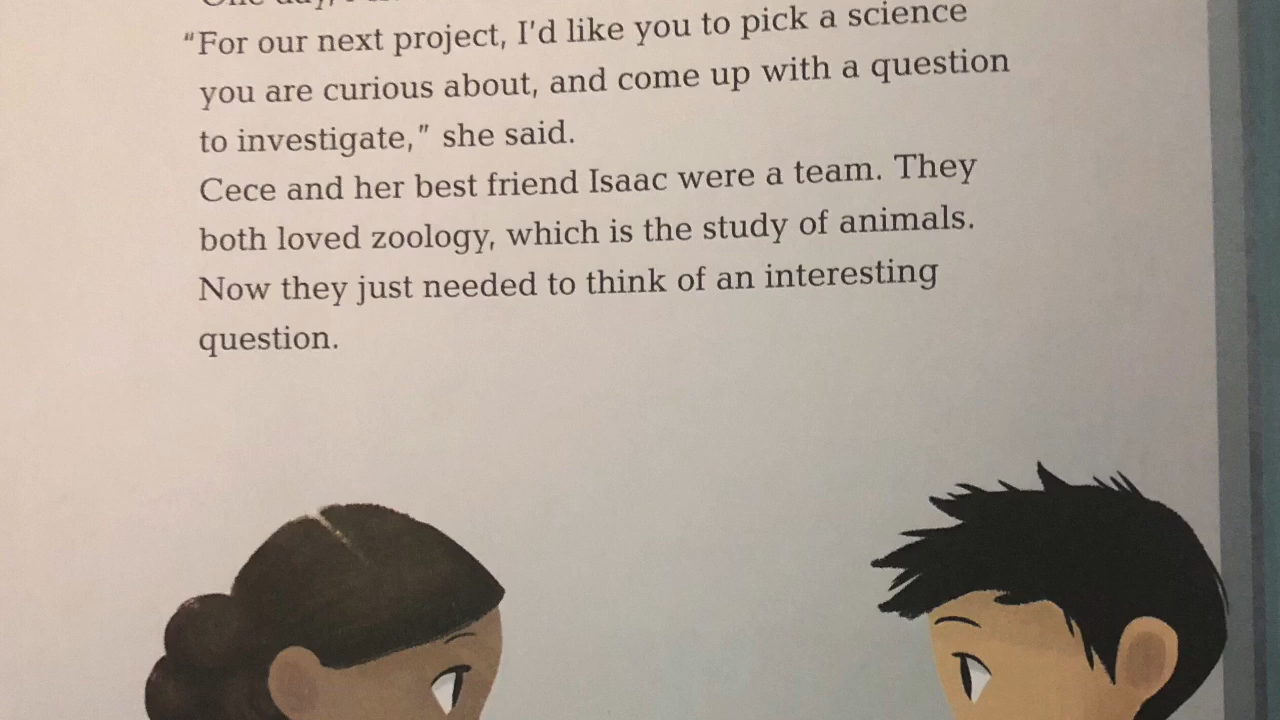 "For our next project, I'd like you to pick a science
you are curious about, and come up with a question
to investigate," she said.
Cece and her best friend Isaac were a team. They
both loved zoology, which is the study of animals.
Now they just needed to think of an interesting
question.